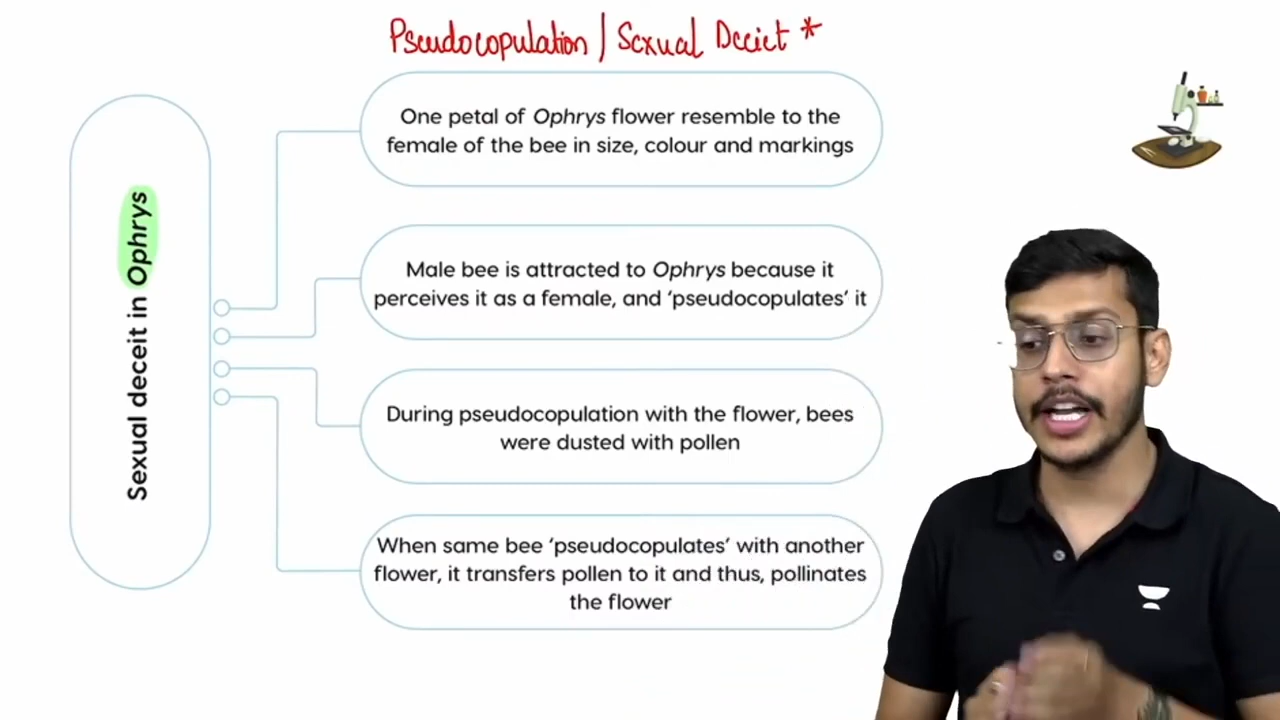 Pseudocopulation / Sexual Deciet *
One petal of Ophrys flower resemble to the
female of the bee in size, colour and markings
Sexual deceit in Ophrys
Male bee is attracted to Ophrys because it
perceives it as a female, and ‘pseudocopulates’ it
During pseudocopulation with the flower, bees
were dusted with pollen
When same bee ‘pseudocopulates’ with another
flower, it transfers pollen to it and thus, pollinates
the flower